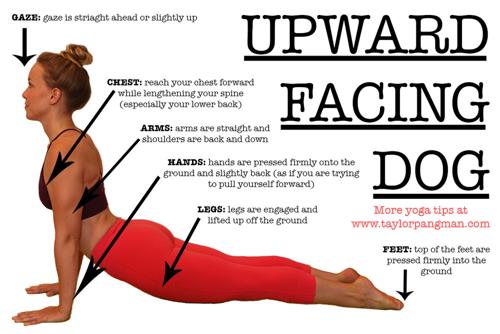 GAZE: gaze is striaght ahead or slightly up
UPWARD
FACING
DOG
CHEST: reach your chest forward
while lengthening your spine
(especially your lower back)
ARMS: arms are straight and
shoulders are back and down
HANDS: hands are pressed firmly onto the
ground and slightly back (as if you are trying
to pull yourself forward)
More yoga tips at
www.taylorpangman.com
LEGS: legs are engaged and
lifted up off the ground
FEET: top of the feet are
pressed firmly into the
ground